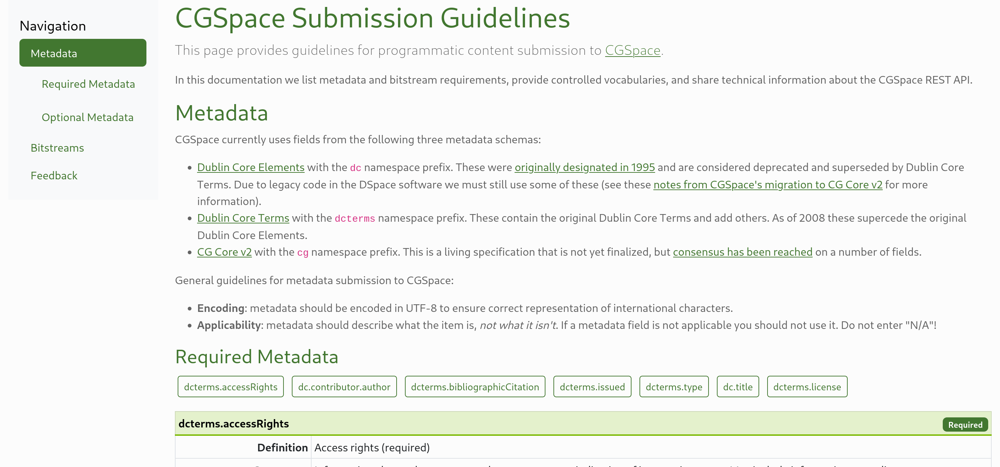 Navigation
Metadata
Required Metadata
Optional Metadata
Bitstreams
Feedback
CGSpace Submission Guidelines
This page provides guidelines for programmatic content submission to CGSpace.
In this documentation we list metadata and bitstream requirements, provide controlled vocabularies, and share technical information about the CGSpace REST API.
Metadata
CGSpace currently uses fields from the following three metadata schemas:
• Dublin Core Elements with the dc namespace prefix. These were originally designated in 1995 and are considered deprecated and superseded by Dublin Core
Terms. Due to legacy code in the DSpace software we must still use some of these (see these notes from CGSpace's migration to CG Core v2 for more
information).
• Dublin Core Terms with the dcterms namespace prefix. These contain the original Dublin Core Terms and add others. As of 2008 these supercede the original
Dublin Core Elements.
• CG Core v2 with the cg namespace prefix. This is a living specification that is not yet finalized, but consensus has been reached on a number of fields.
General guidelines for metadata submission to CGSpace:
• Encoding: metadata should be encoded in UTF-8 to ensure correct representation of international characters.
• Applicability: metadata should describe what the item is, not what it isn't. If a metadata field is not applicable you should not use it. Do not enter "N/A"!
Required Metadata
dcterms.accessRights dc.contributor.author dcterms.bibliographicCitation dcterms.issued dcterms.type dc.title dcterms.license
dcterms.accessRights Required
Definition Access rights (required)